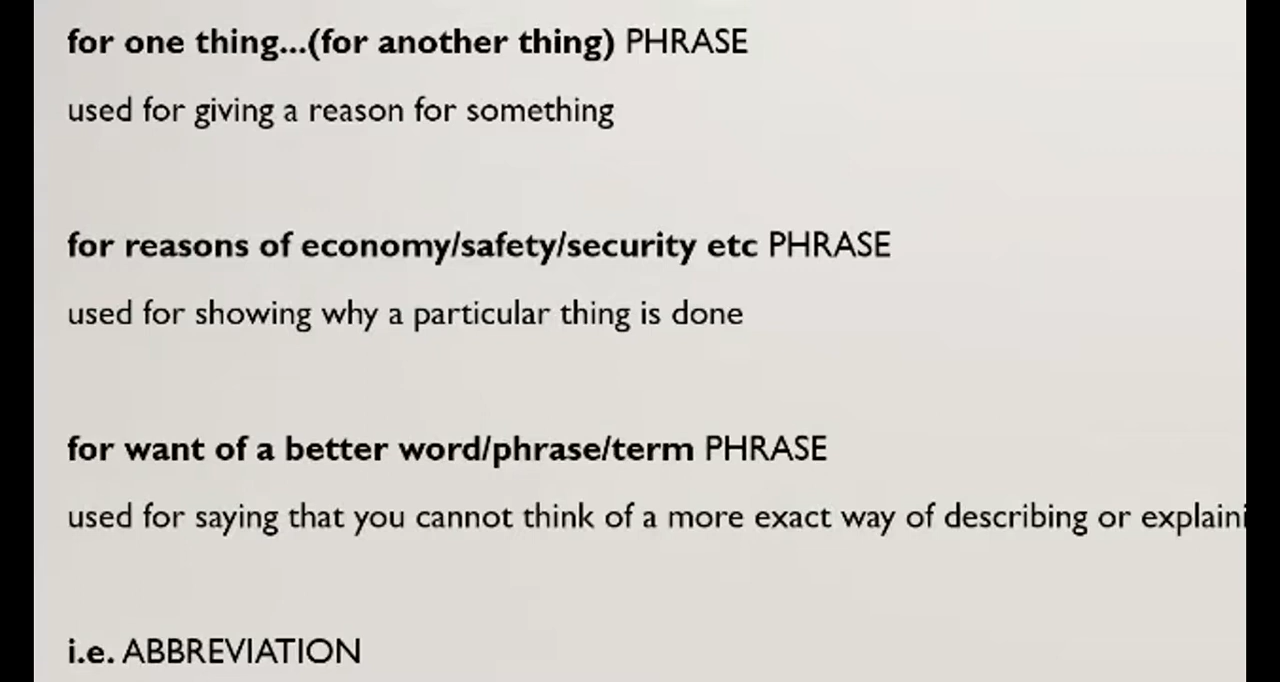 for one thing...(for another thing) PHRASE
used for giving a reason for something
for reasons of economy/safety/security etc PHRASE
used for showing why a particular thing is done
for want of a better word/phrase/term PHRASE
used for saying that you cannot think of a more exact way of describing or explaini
i.e. ABBREVIATION